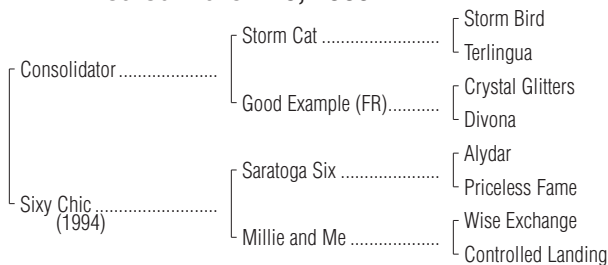 Storm Bird
Storm Cat ........................
Terlingua
Consolidator ....................
Crystal Glitters
Good Example (FR)...........
Divona
Alydar
Saratoga Six ....................
Priceless Fame
Sixy Chic .........................
(1994)
Wise Exchange
Millie and Me ..................
Controlled Landing